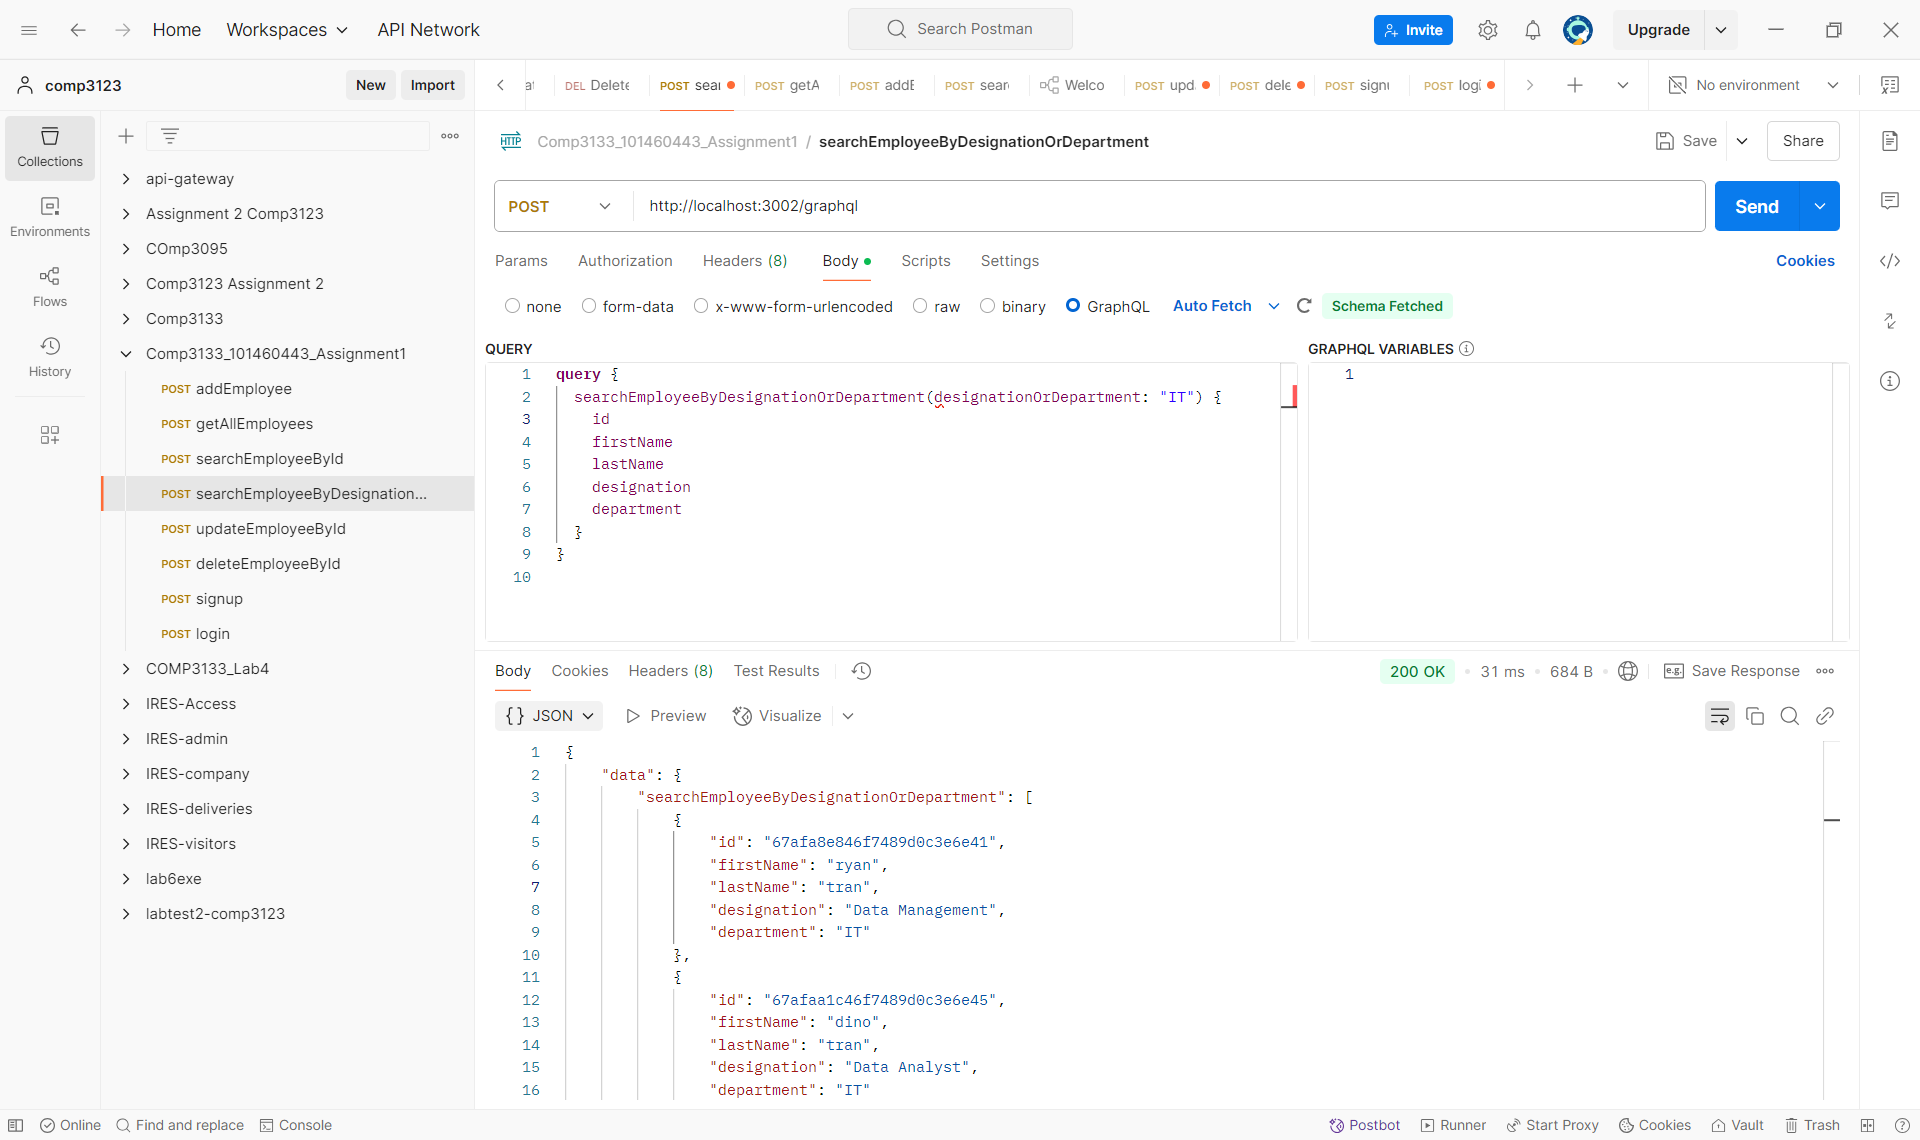 Home
Workspaces
API Network
Search Postman
Invite
Upgrade
comp3123
New
Import
DEL Delete
POST sear
POST getA
POST addE
POST sear
Welco
POST upd
POST dele
POST signu
POST logi
No environment
Collections
Environments
Flows
History
api-gateway
Assignment 2 Comp3123
COmp3095
Comp3123 Assignment 2
Comp3133
Comp3133_101460443_Assignment1
POST addEmployee
POST getAllEmployees
POST searchEmployeeById
POST searchEmployeeByDesignation...
POST updateEmployeeById
POST deleteEmployeeById
POST signup
POST login
COMP3133_Lab4
IRES-Access
IRES-admin
IRES-company
IRES-deliveries
IRES-visitors
lab6exe
labtest2-comp3123
HTTP Comp3133_101460443_Assignment1 / searchEmployeeByDesignationOrDepartment
Save
Share
POST http://localhost:3002/graphql
Send
Params Authorization Headers (8) Body Scripts Settings
Cookies
none form-data x-www-form-urlencoded raw binary GraphQL Auto Fetch Schema Fetched
QUERY
1 query {
2 searchEmployeeByDesignationOrDepartment(designationOrDepartment: "IT") {
3 id
4 firstName
5 lastName
6 designation
7 department
8 }
9 }
10
GRAPHQL VARIABLES
1
Body Cookies Headers (8) Test Results
200 OK • 31 ms • 684 B
e.g. Save Response
{} JSON Preview Visualize
1 {
2 "data": {
3 "searchEmployeeByDesignationOrDepartment": [
4 {
5 "id": "67afa8e846f7489d0c3e6e41",
6 "firstName": "ryan",
7 "lastName": "tran",
8 "designation": "Data Management",
9 "department": "IT"
10 },
11 {
12 "id": "67afaa1c46f7489d0c3e6e45",
13 "firstName": "dino",
14 "lastName": "tran",
15 "designation": "Data Analyst",
16 "department": "IT"
Online Find and replace Console
Postbot Runner Start Proxy Cookies Vault Trash